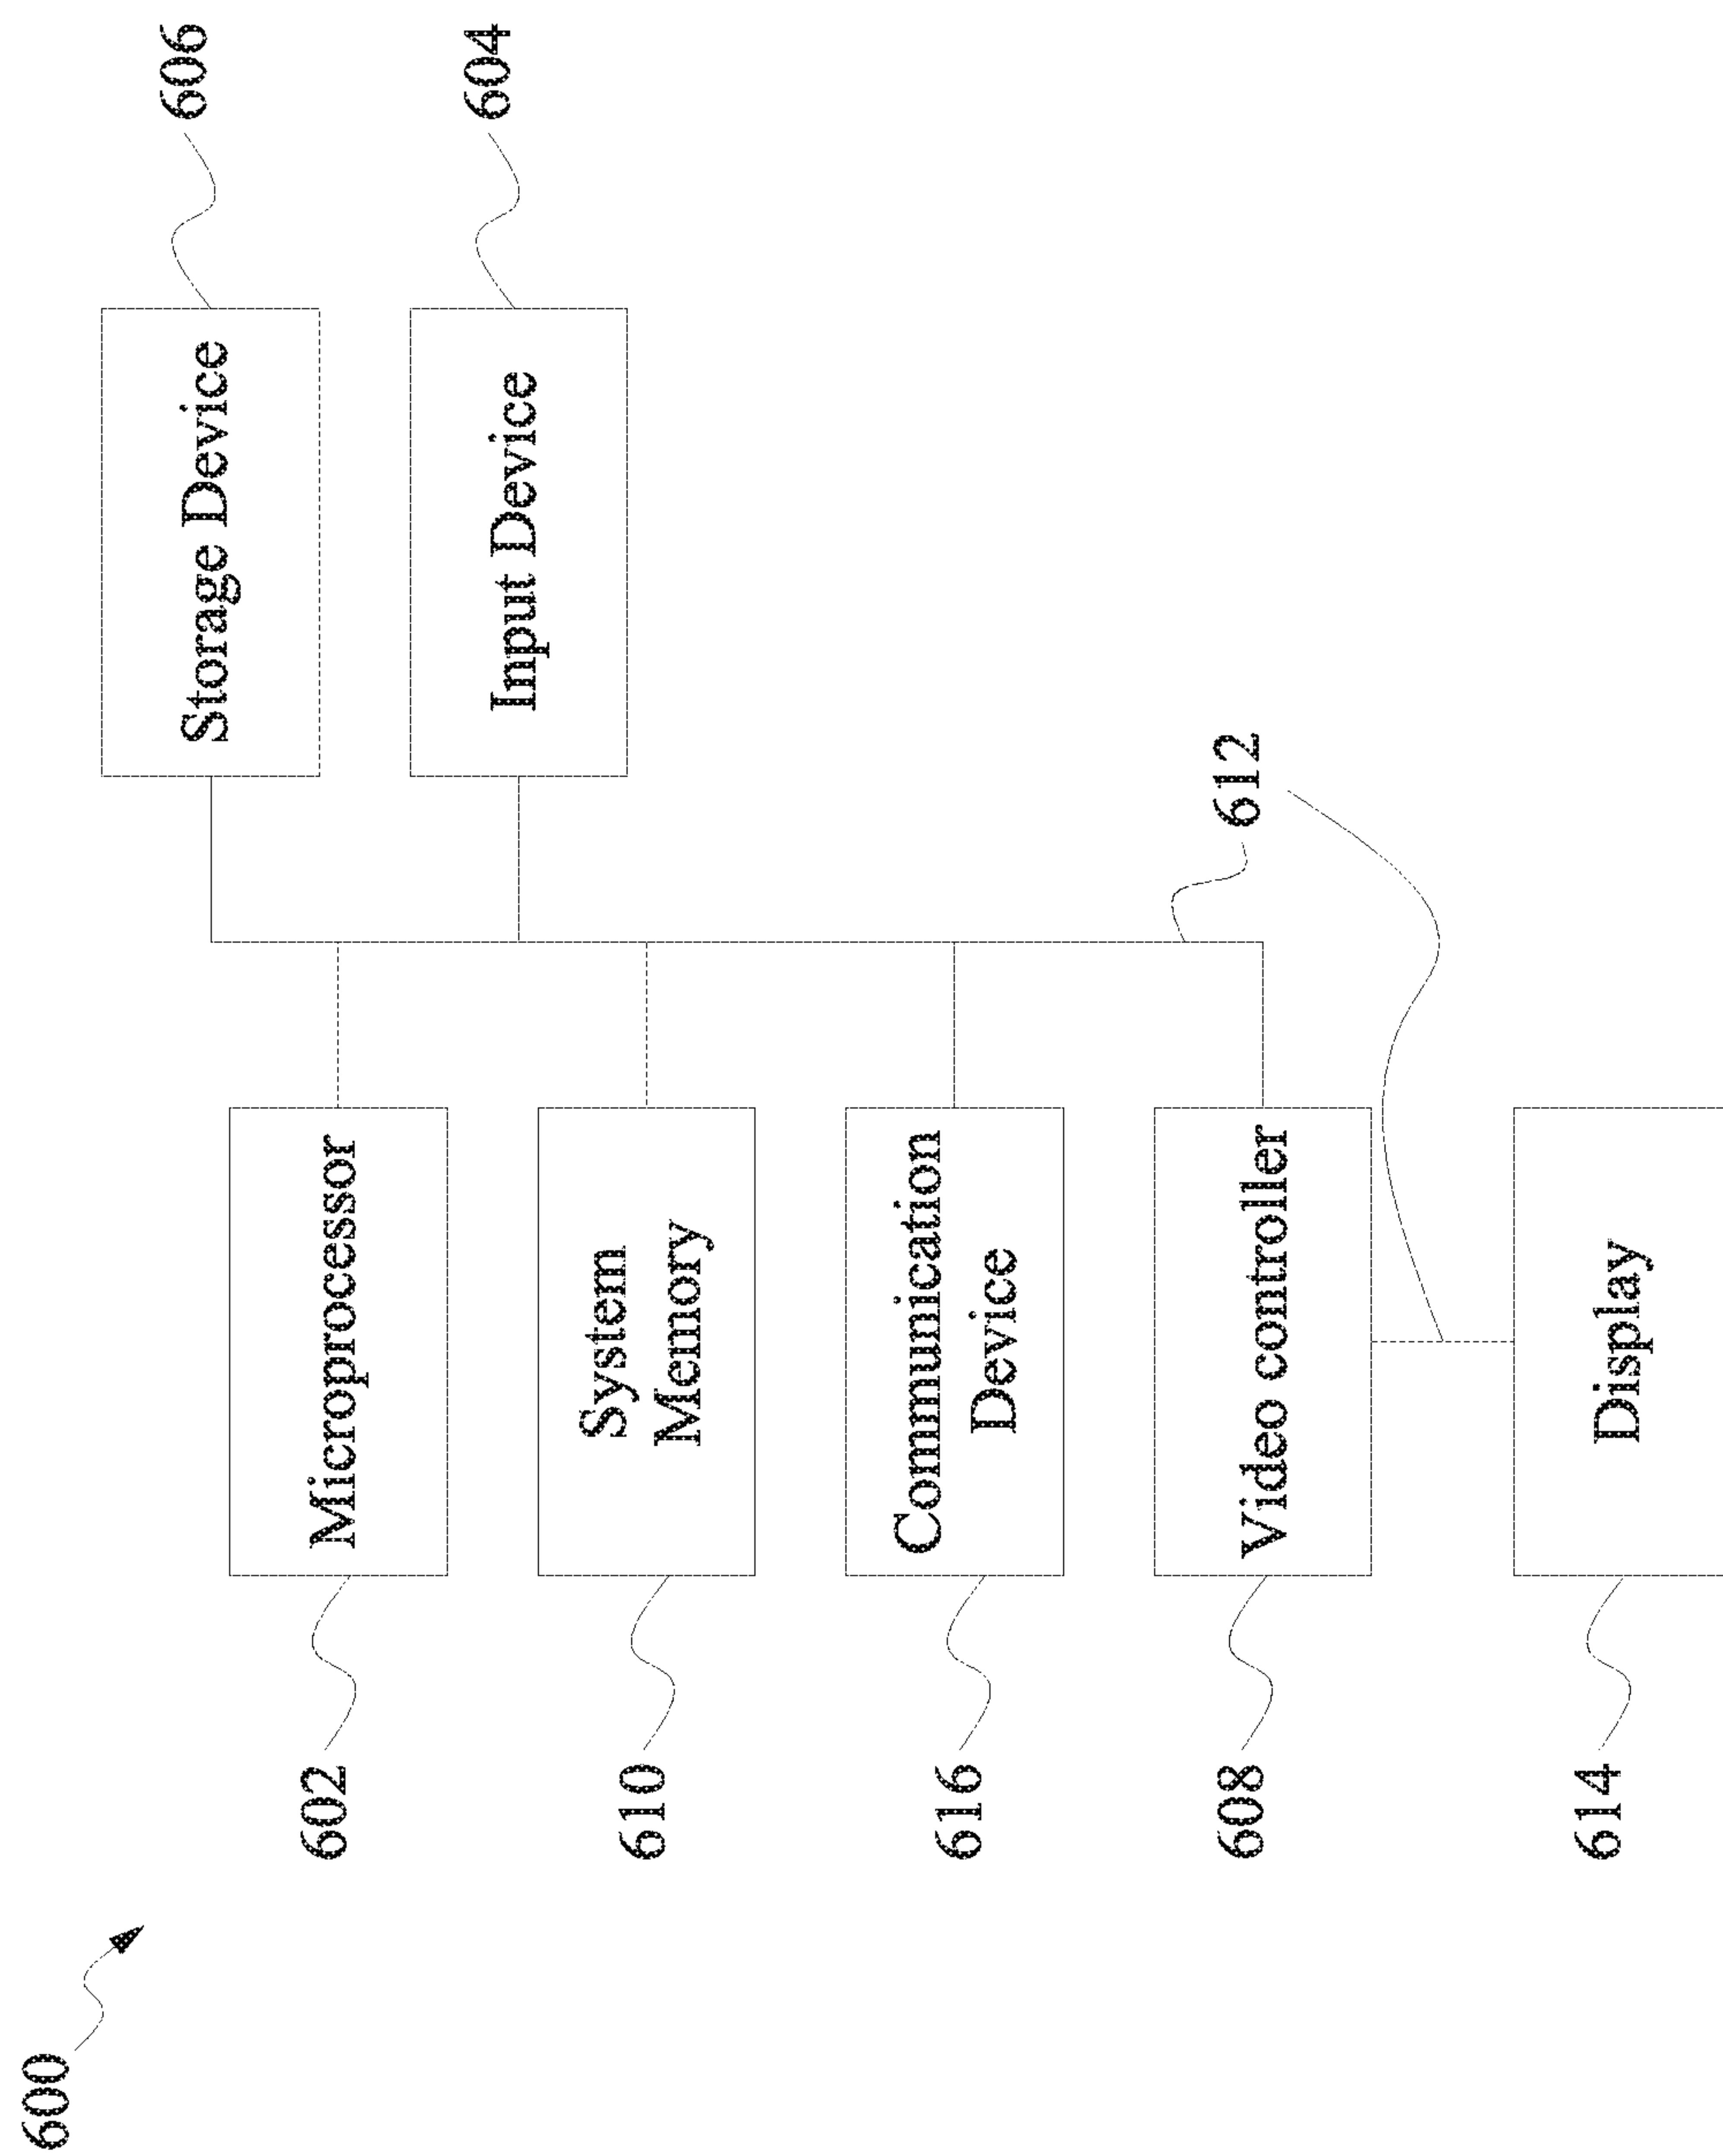 600
602
Microprocessor
Storage Device
606
610
System
Memory
Input Device
604
616
Communication
Device
608
Video controller
612
614
Display